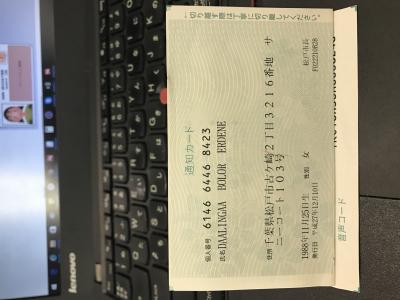 ←切り離す際は丁寧に切り離してください。
通知カード
個人番号 6146 6446 8423
氏名 DAALINGAA BOLOR ERDENE
住所 千葉県松戸市古ケ崎2丁目3216番地 サ
ニーコート103号
1988年11月25日生 性別 女
発行日 平成27年12月10日 松戸市長
音声コード
lenovo